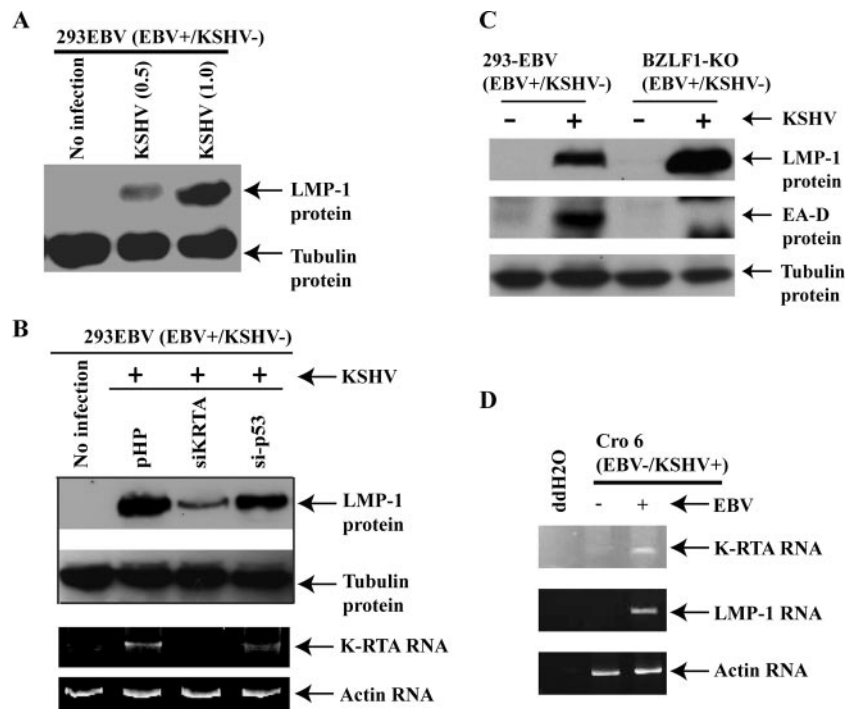 A
293EBV (EBV+/KSHV-)
No infection
KSHV (0.5)
KSHV (1.0)
LMP-1
protein
Tubulin
protein
B
293EBV (EBV+/KSHV-)
+ + + KSHV
No infection
pHP
siKRTA
si-p53
LMP-1
protein
Tubulin
protein
K-RTA RNA
Actin RNA
C
293-EBV
(EBV+/KSHV-)
BZLF1-KO
(EBV+/KSHV-)
- + - + KSHV
LMP-1
protein
EA-D
protein
Tubulin
protein
D
ddH2O
Cro 6
(EBV-/KSHV+)
- + EBV
K-RTA RNA
LMP-1 RNA
Actin RNA